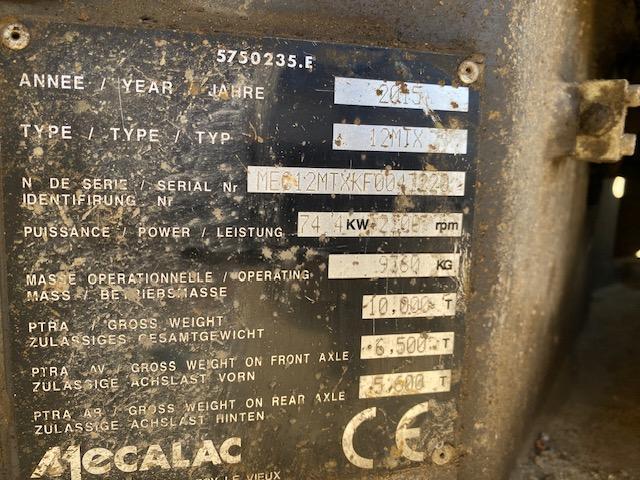 5750235.E
ANNEE / YEAR / JAHRE 2015
TYPE / TYPE / TYP 12MTX
N DE SERIE / SERIAL Nr
IDENTIFIRUNG Nr
PUISSANCE / POWER / LEISTUNG 74.4 KW rpm
MASSE OPERATIONNELLE / OPERATING KG
MASS / BETRIEBSMASSE
PTRA / GROSS WEIGHT 10.000 T
ZULASSIGES GESAMTGEWICHT
PTRA AV / GROSS WEIGHT ON FRONT AXLE 6.500 T
ZULASSIGE ACHSLAST VORN
PTRA AR / GROSS WEIGHT ON REAR AXLE 5.600 T
ZULASSIGE ACHSLAST HINTEN
MECALAC CE
LE VIEUX